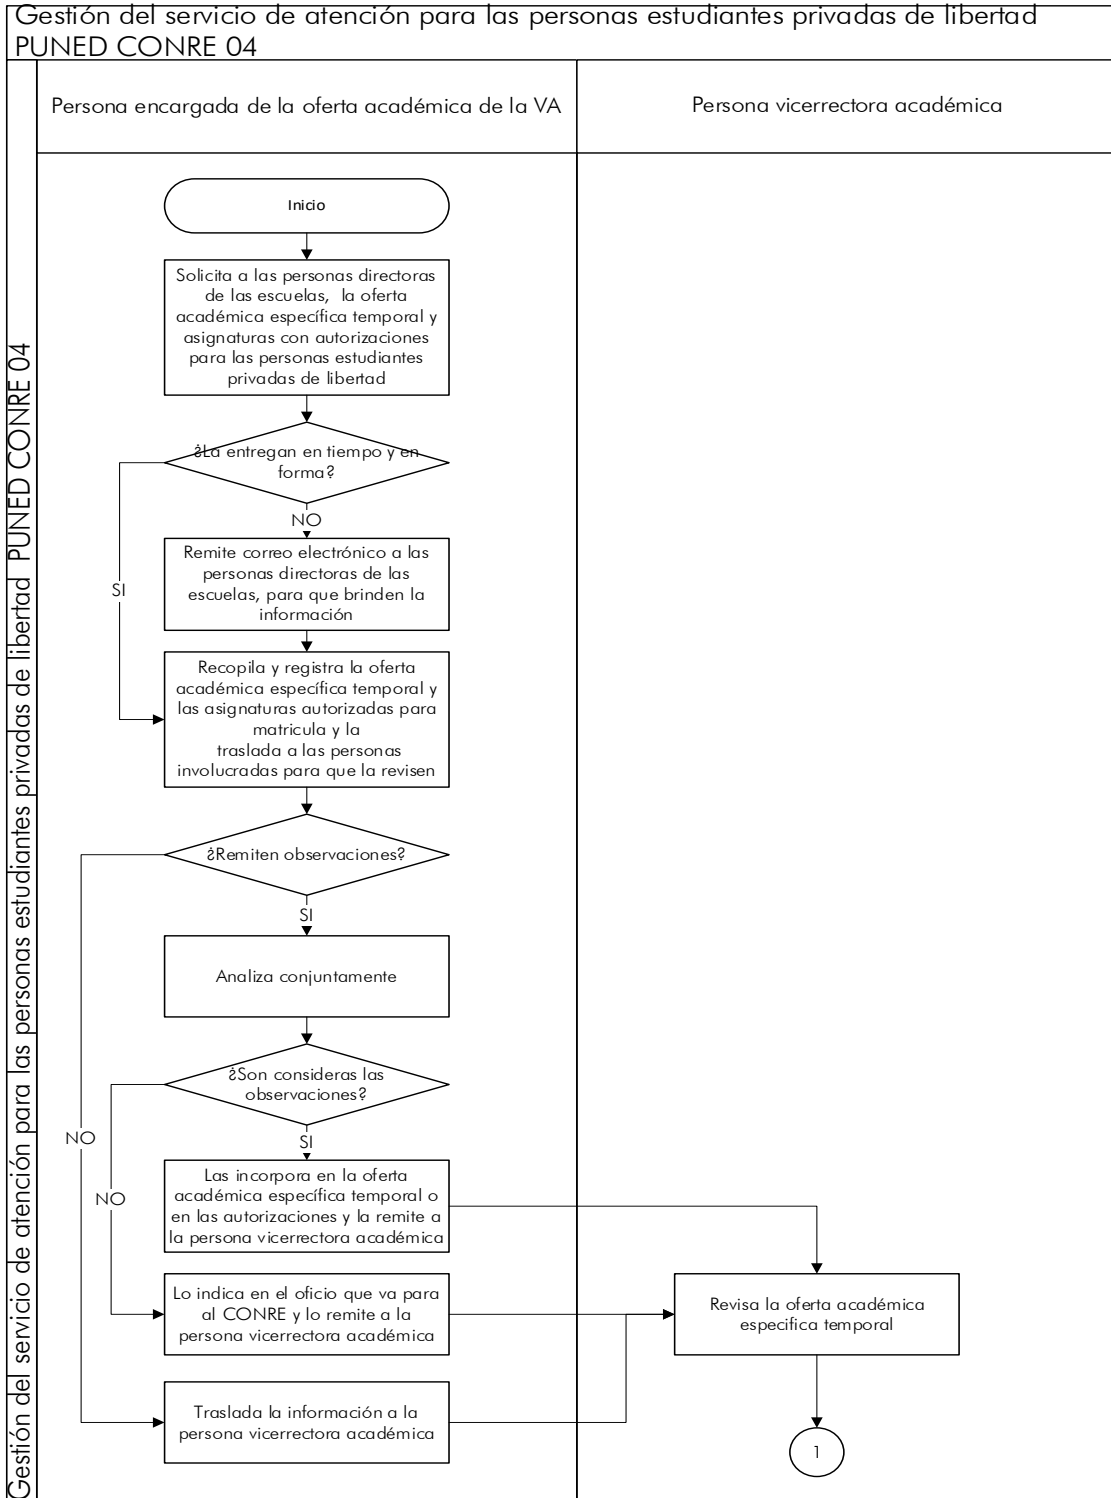 Gestión del servicio de atención para las personas estudiantes privadas de libertad
PUNED CONRE 04
Gestión del servicio de atención para las personas estudiantes privadas de libertad PUNED CONRE 04
Persona encargada de la oferta académica de la VA
Persona vicerrectora académica
Inicio
Solicita a las personas directoras
de las escuelas, la oferta
académica específica temporal y
asignaturas con autorizaciones
para las personas estudiantes
privadas de libertad
¿La entregan en tiempo y en
forma?
NO
SI
Remite correo electrónico a las
personas directoras de las
escuelas, para que brinden la
información
Recopila y registra la oferta
académica específica temporal y
las asignaturas autorizadas para
matricula y la
traslada a las personas
involucradas para que la revisen
¿Remiten observaciones?
SI
NO
Analiza conjuntamente
¿Son consideras las
observaciones?
SI
NO
Las incorpora en la oferta
académica específica temporal o
en las autorizaciones y la remite a
la persona vicerrectora académica
Lo indica en el oficio que va para
al CONRE y lo remite a la
persona vicerrectora académica
Traslada la información a la
persona vicerrectora académica
Revisa la oferta académica
especifica temporal
1